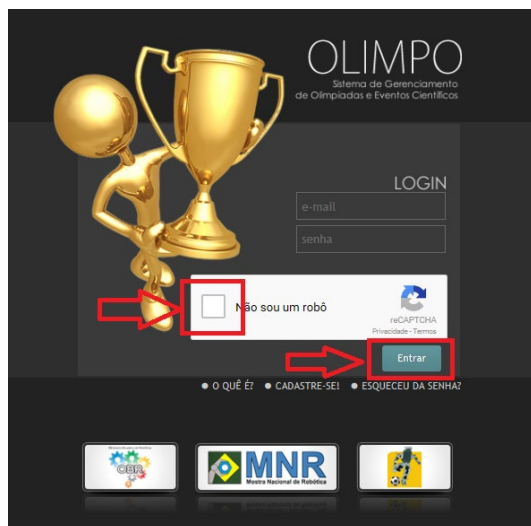 OLIMPO
Sistema de Gerenciamento
de Olimpíadas e Eventos Científicos
LOGIN
e-mail
senha
Não sou um robô
reCAPTCHA
Privacidade - Termos
Entrar
O QUÊ É? CADASTRE-SE! ESQUECEU DA SENHA?
OBR
MNR
Mostra Nacional de Robótica